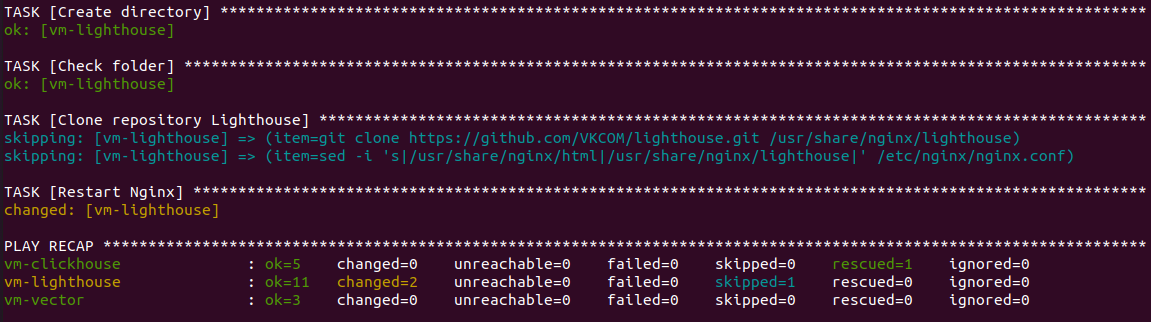 TASK [Create directory] *******************************************************************************************************
ok: [vm-lighthouse]
TASK [Check folder] ***********************************************************************************************************
ok: [vm-lighthouse]
TASK [Clone repository Lighthouse] ********************************************************************************************
skipping: [vm-lighthouse] => (item=git clone https://github.com/VKCOM/lighthouse.git /usr/share/nginx/lighthouse)
skipping: [vm-lighthouse] => (item=sed -i 's|/usr/share/nginx/html|/usr/share/nginx/lighthouse|' /etc/nginx/nginx.conf)
TASK [Restart Nginx] **********************************************************************************************************
changed: [vm-lighthouse]
PLAY RECAP ********************************************************************************************************************
vm-clickhouse              : ok=5    changed=0    unreachable=0    failed=0    skipped=0    rescued=1    ignored=0
vm-lighthouse              : ok=11   changed=2    unreachable=0    failed=0    skipped=1    rescued=0    ignored=0
vm-vector                  : ok=3    changed=0    unreachable=0    failed=0    skipped=0    rescued=0    ignored=0